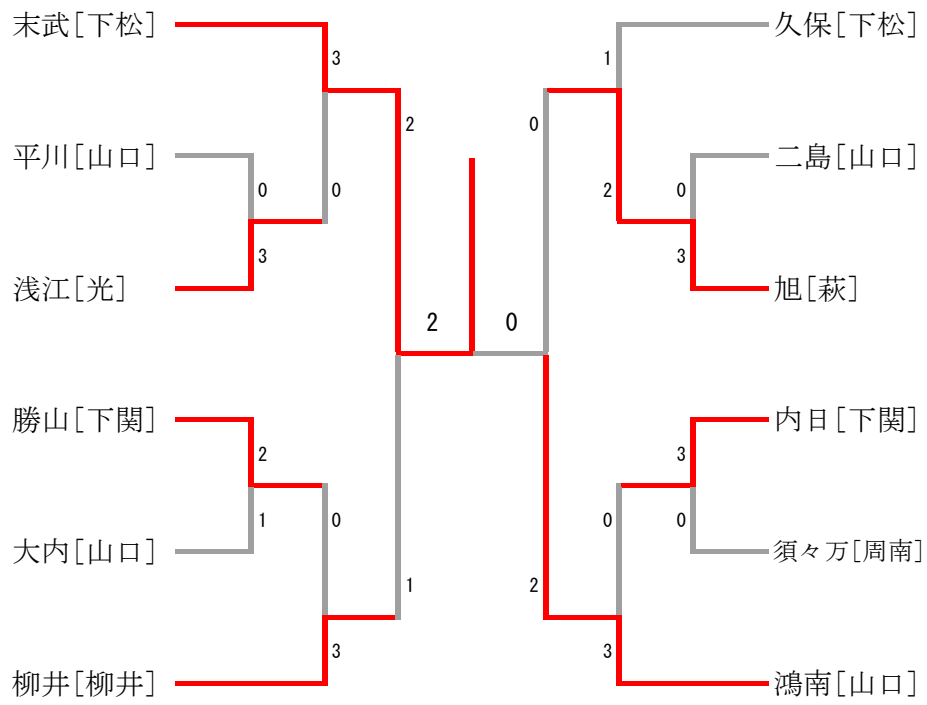 末武[下松]
久保[下松]
3
1
2
0
平川[山口]
二島[山口]
0
0
2
0
3
3
浅江[光]
旭[萩]
2
0
勝山[下関]
内日[下関]
2
3
1
0
0
0
大内[山口]
須々万[周南]
1
2
3
3
柳井[柳井]
鴻南[山口]